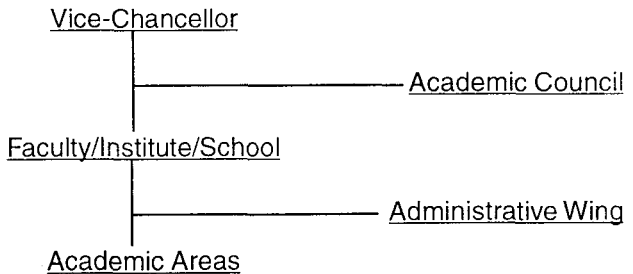 Vice-Chancellor
Academic Council
Faculty/Institute/School
Administrative Wing
Academic Areas